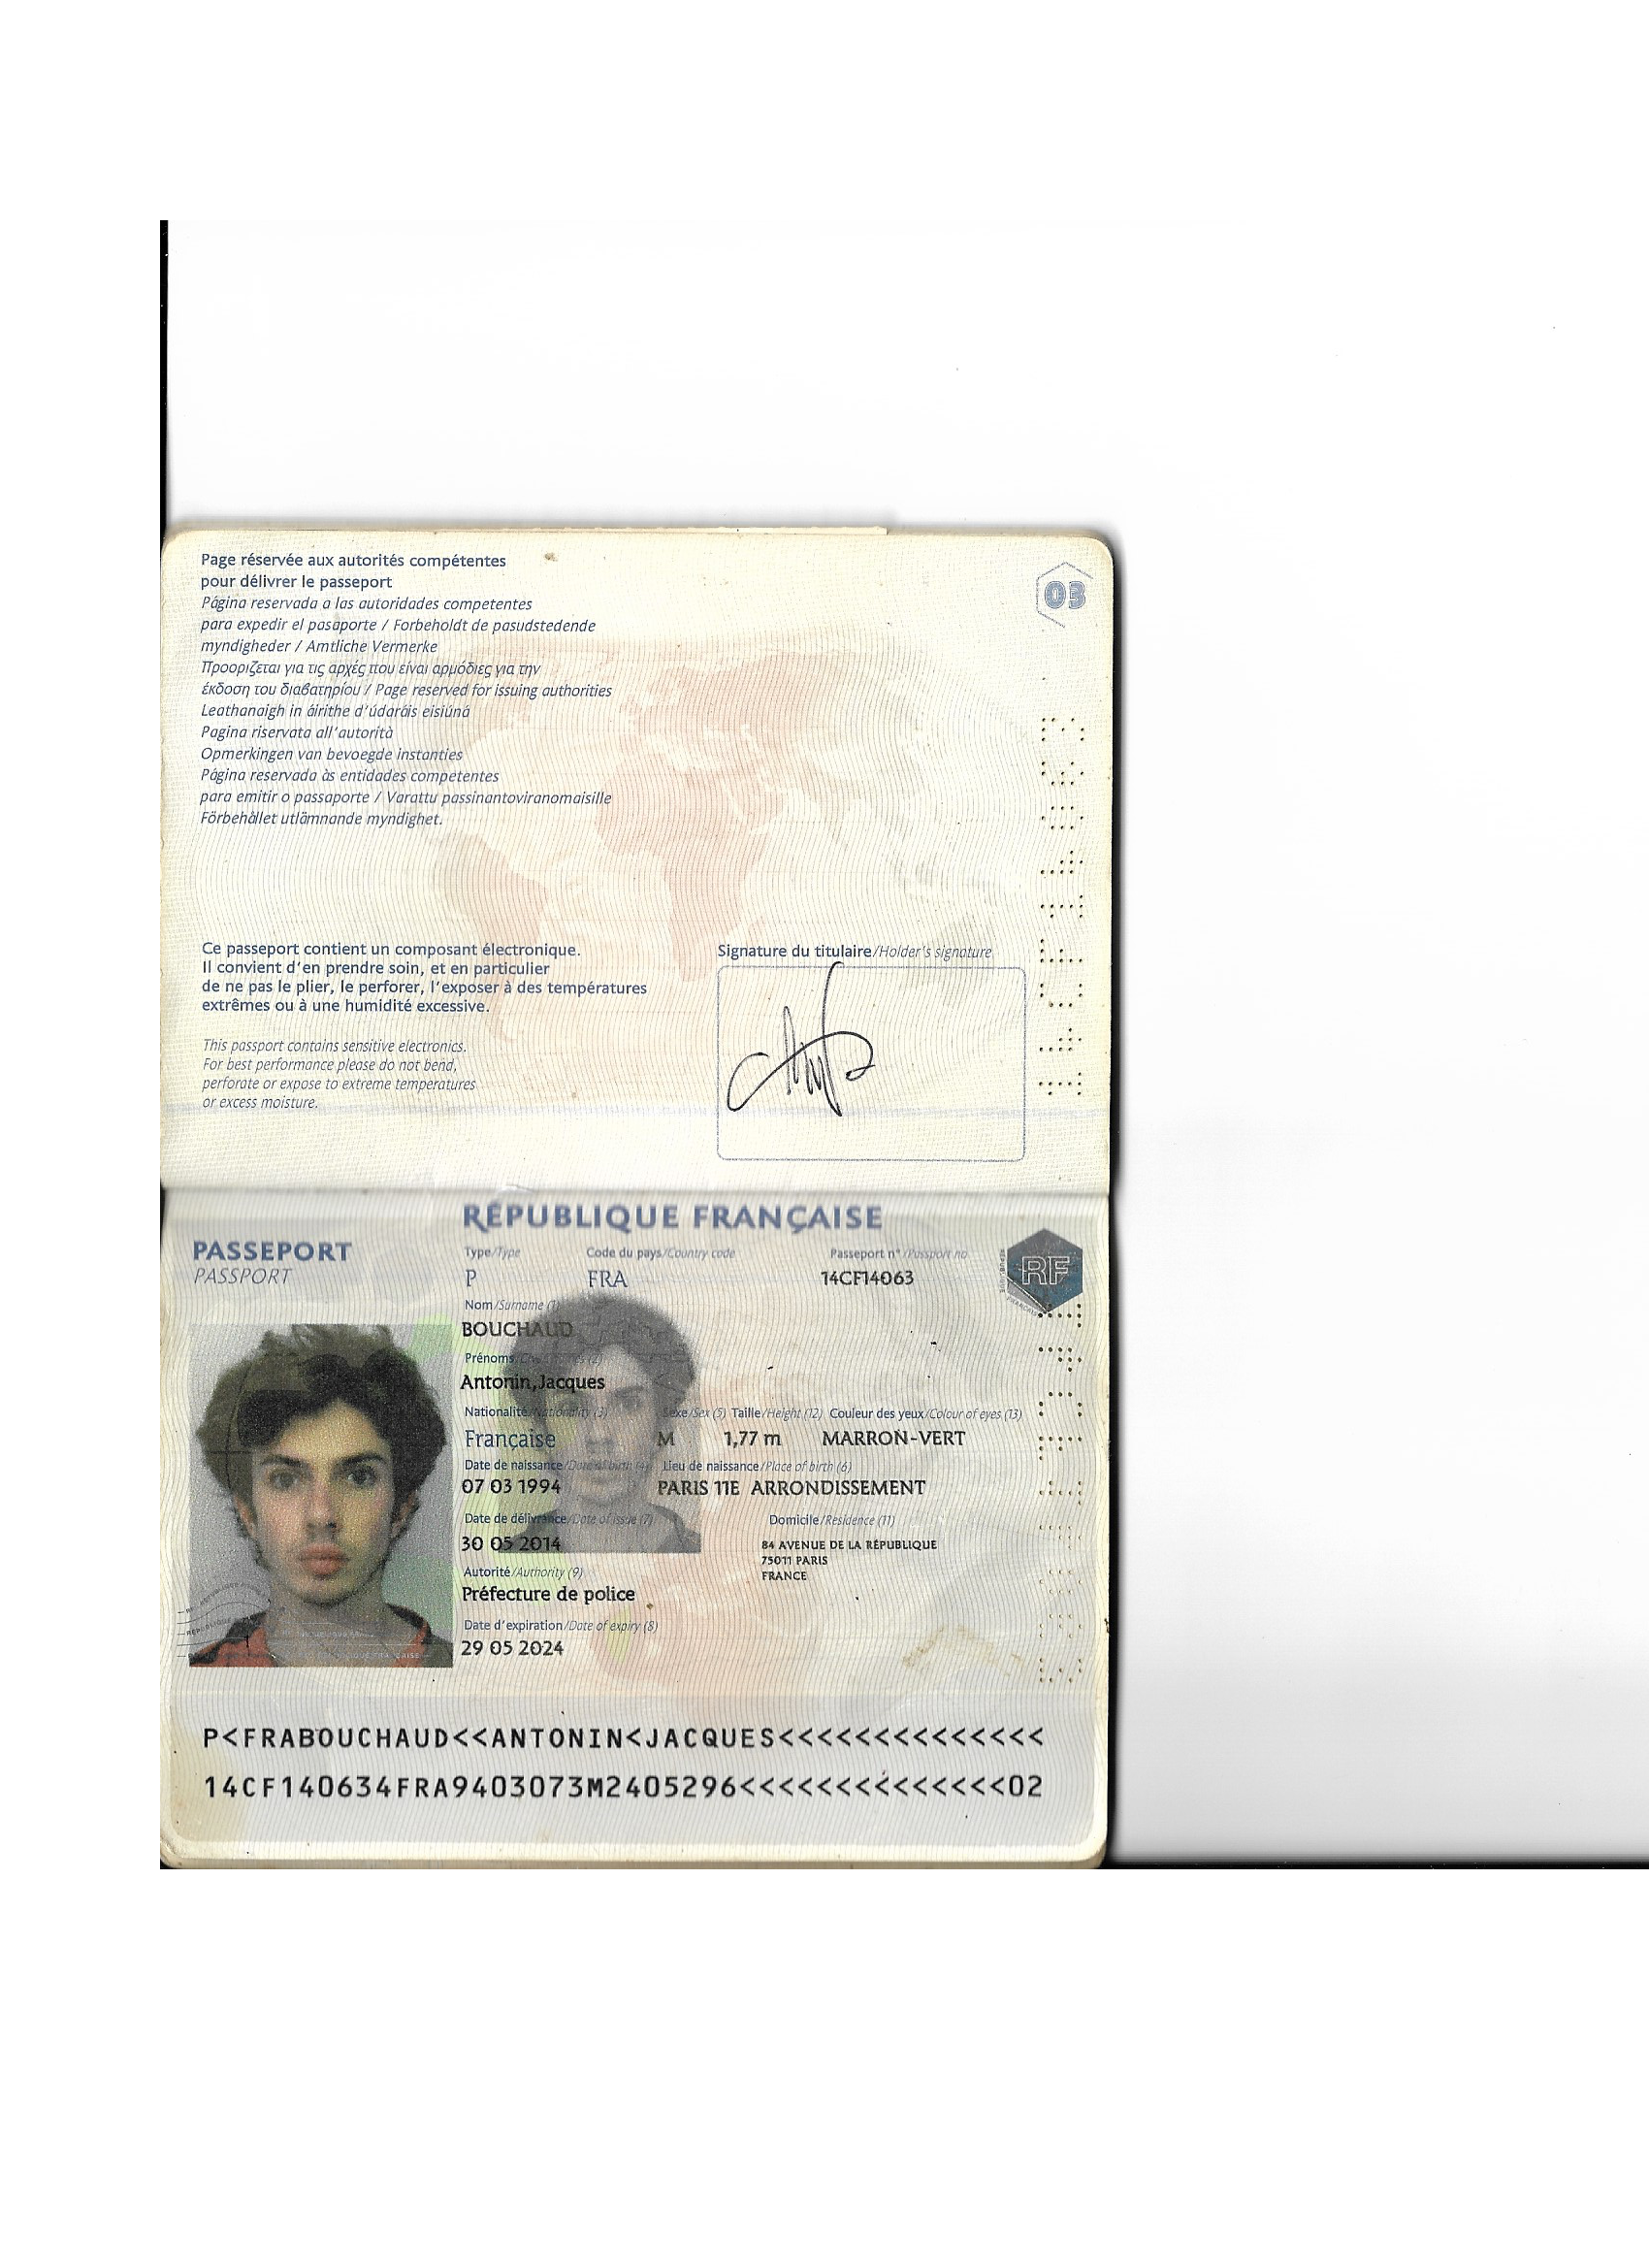 Page réservée aux autorités compétentes
pour délivrer le passeport
Página reservada a las autoridades competentes
para expedir el pasaporte / Forbeholdt de pasudstedende
myndigheder / Amtliche Vermerke
Προορίζεται για τις αρχές που είναι αρμόδιες για την
έκδοση του διαβατηρίου / Page reserved for issuing authorities
Leathanaigh in áirithe d'údaráis eisiúná
Pagina riservata all'autorità
Opmerkingen van bevoegde instanties
Página reservada às entidades competentes
para emitir o passaporte / Varattu passinantoviranomaisille
Förbehållet utlämnande myndighet.
03
Ce passeport contient un composant électronique.
Il convient d'en prendre soin, et en particulier
de ne pas le plier, le perforer, l'exposer à des températures
extrêmes ou à une humidité excessive.
This passport contains sensitive electronics.
For best performance please do not bend,
perforate or expose to extreme temperatures
or excess moisture.
Signature du titulaire/Holder's signature
14CF14063
RÉPUBLIQUE FRANÇAISE
PASSEPORT
PASSPORT
Type/Type Code du pays/Country code Passeport n°/Passport no
P FRA 14CF14063
RF
Nom/Surname (1)
BOUCHAUD
Prénoms
Antonin,Jacques
Nationalité/Nationality (3) Sexe/Sex (5) Taille/Height (12) Couleur des yeux/Colour of eyes (13)
Française M 1,77 m MARRON-VERT
Date de naissance/Date of birth (4) Lieu de naissance/Place of birth (6)
07 03 1994 PARIS 11E ARRONDISSEMENT
Date de délivrance/Date of issue (7) Domicile/Residence (11)
30 05 2014 84 AVENUE DE LA RÉPUBLIQUE
75011 PARIS
FRANCE
Autorité/Authority (9)
Préfecture de police
Date d'expiration/Date of expiry (8)
29 05 2024
P<FRABOUCHAUD<<ANTONIN<JACQUES<<<<<<<<<<<<<<
14CF140634FRA9403073M2405296<<<<<<<<<<<<<<02